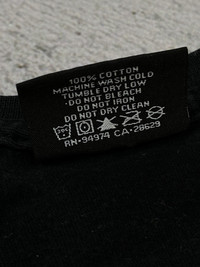 100% COTTON
MACHINE WASH COLD
TUMBLE DRY LOW
·DO NOT BLEACH
DO NOT IRON
DO NOT DRY CLEAN
RN-94974 CA-28629